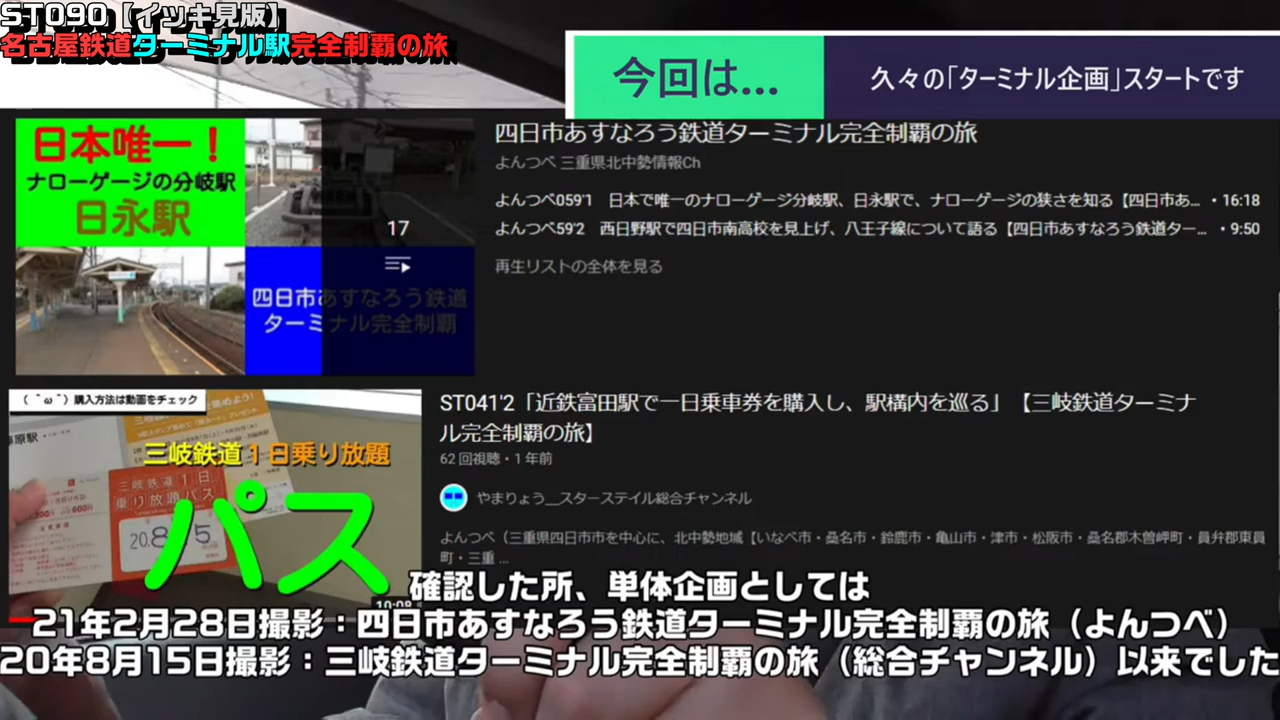 ST090【イツキ見版】
名古屋鉄道ターミナル駅完全制覇の旅
今回は…
久々の「ターミナル企画」スタートです
日本唯一！
ナローゲージの分岐駅
日永駅
17
四日市あすなろう鉄道
ターミナル完全制覇
四日市あすなろう鉄道ターミナル完全制覇の旅
よんつべ 三重県北中勢情報Ch
よんつべ059'1 日本で唯一のナローゲージ分岐駅、日永駅で、ナローゲージの狭さを知る【四日市あ... ・16:18
よんつべ59'2 西日野駅で四日市南高校を見上げ、八王子線について語る【四日市あすなろう鉄道ター... ・9:50
再生リストの全体を見る
(＾ω＾) 購入方法は動画をチェック
三岐鉄道１日乗り放題
パス
三岐鉄道1日
乗り放題パス
20.8
10:08
ST041'2「近鉄富田駅で一日乗車券を購入し、駅構内を巡る」【三岐鉄道ターミナ
ル完全制覇の旅】
62 回視聴・1 年前
やまりょう__スターステイル総合チャンネル
よんつべ（三重県四日市市を中心に、北中勢地域【いなべ市・桑名市・鈴鹿市・亀山市・津市・松阪市・桑名郡木曽岬町・員弁郡東員
町・三重 ...
確認した所、単体企画としては
21年2月28日撮影：四日市あすなろう鉄道ターミナル完全制覇の旅（よんつべ）
20年8月15日撮影：三岐鉄道ターミナル完全制覇の旅（総合チャンネル）以来でした